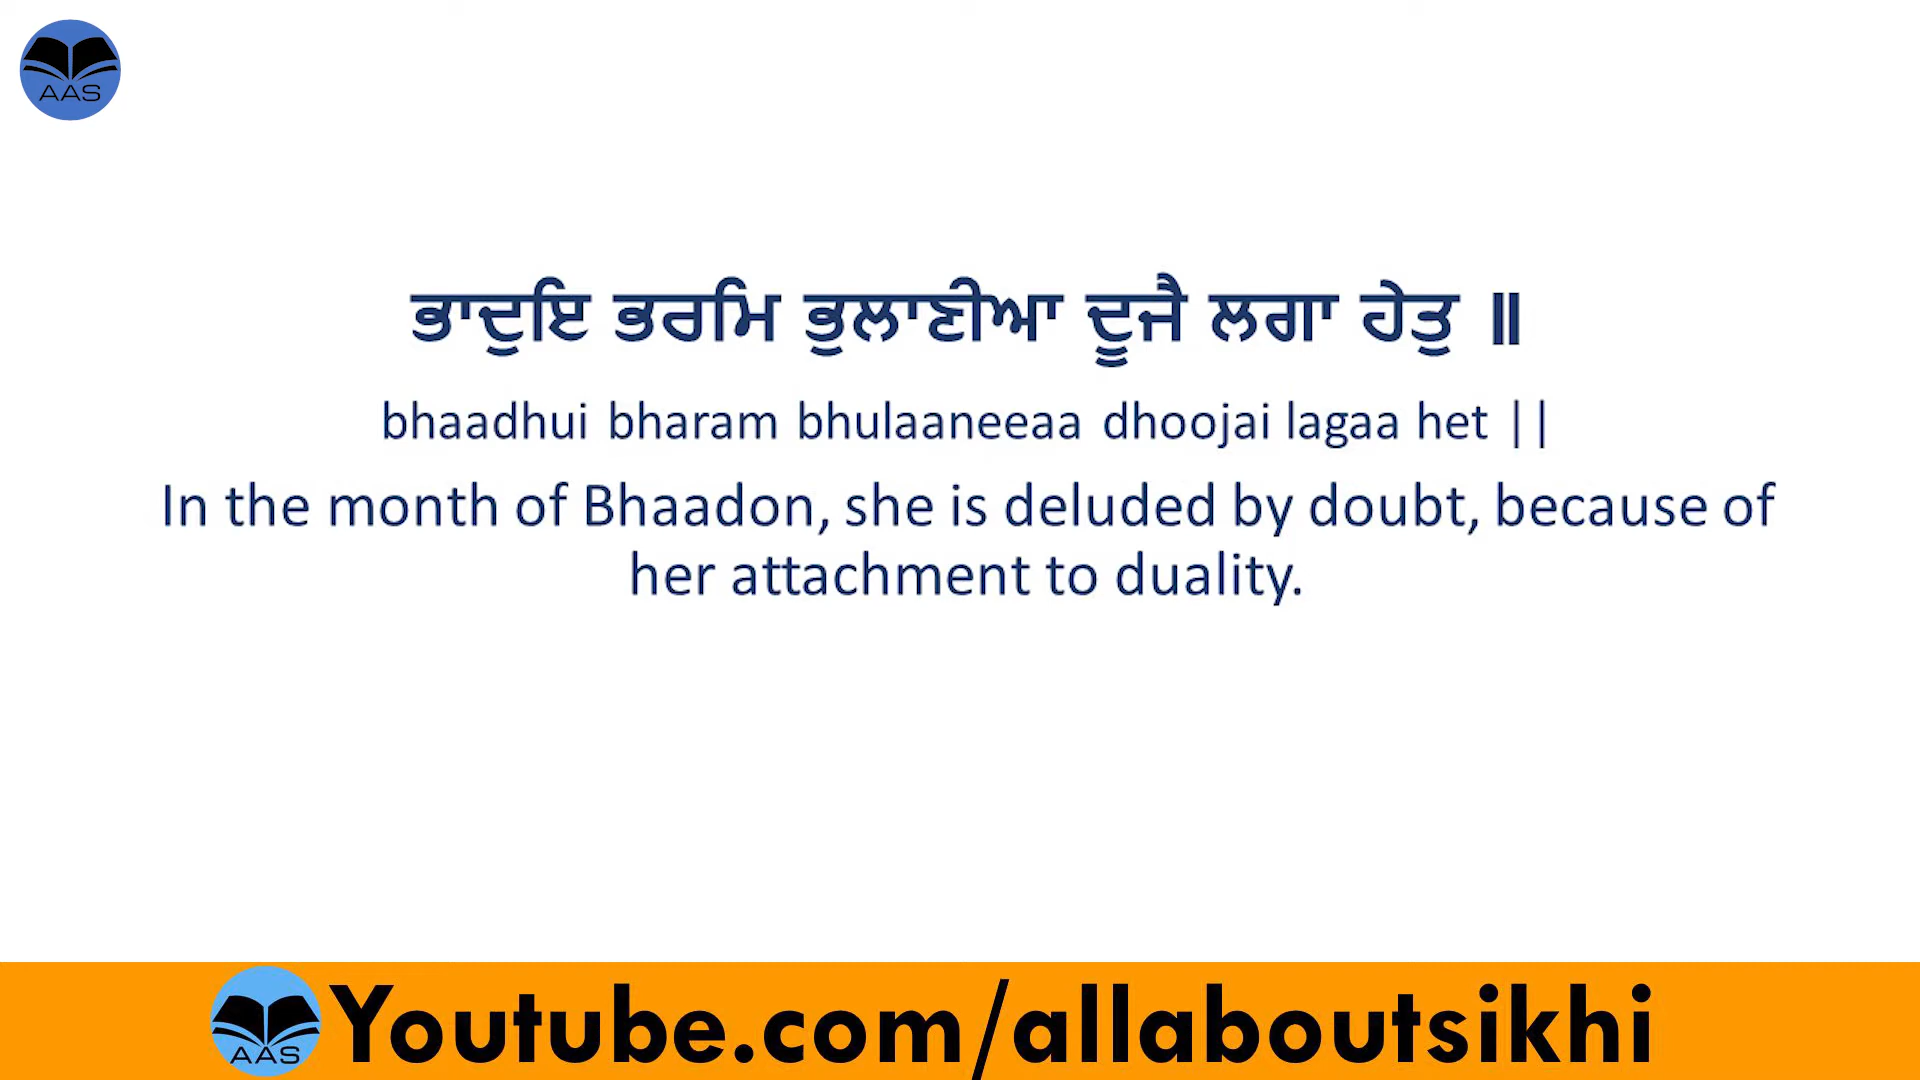 AAS
ਭਾਦੁਇ ਭਰਮਿ ਭੁਲਾਣੀਆ ਦੂਜੈ ਲਗਾ ਹੇਤੁ ॥
bhaadhui bharam bhulaaneeaa dhoojai lagaa het ||
In the month of Bhaadon, she is deluded by doubt, because of
her attachment to duality.
AAS
Youtube.com/allaboutsikhi